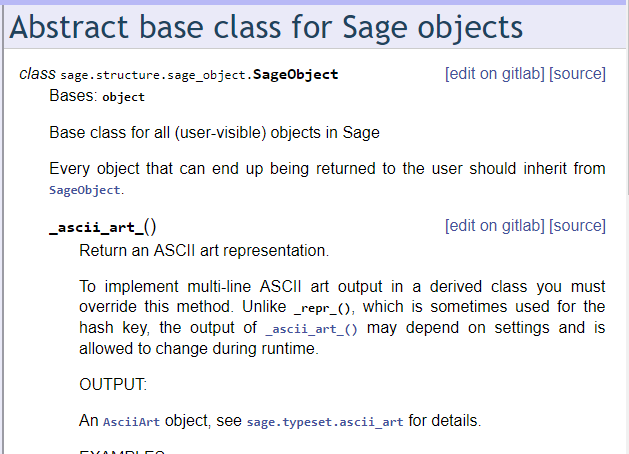 Abstract base class for Sage objects
class sage.structure.sage_object.SageObject [edit on gitlab] [source]
Bases: object
Base class for all (user-visible) objects in Sage
Every object that can end up being returned to the user should inherit from
SageObject.
_ascii_art_() [edit on gitlab] [source]
Return an ASCII art representation.
To implement multi-line ASCII art output in a derived class you must
override this method. Unlike _repr_(), which is sometimes used for the
hash key, the output of _ascii_art_() may depend on settings and is
allowed to change during runtime.
OUTPUT:
An AsciiArt object, see sage.typeset.ascii_art for details.
EXAMPLES